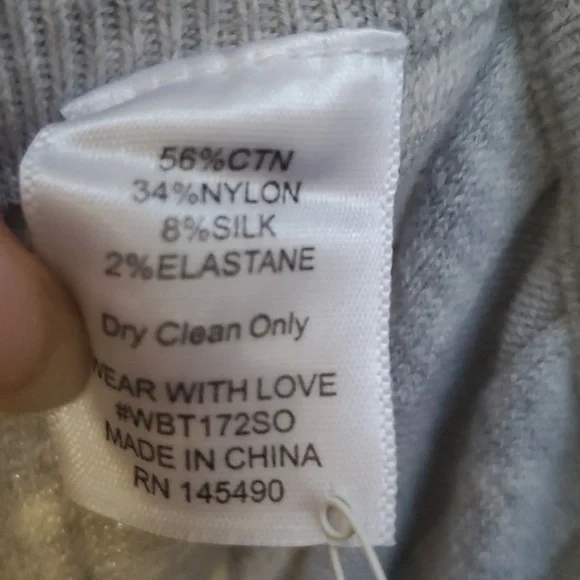 56%CTN
34%NYLON
8%SILK
2%ELASTANE
Dry Clean Only
WEAR WITH LOVE
#WBT172SO
MADE IN CHINA
RN 145490